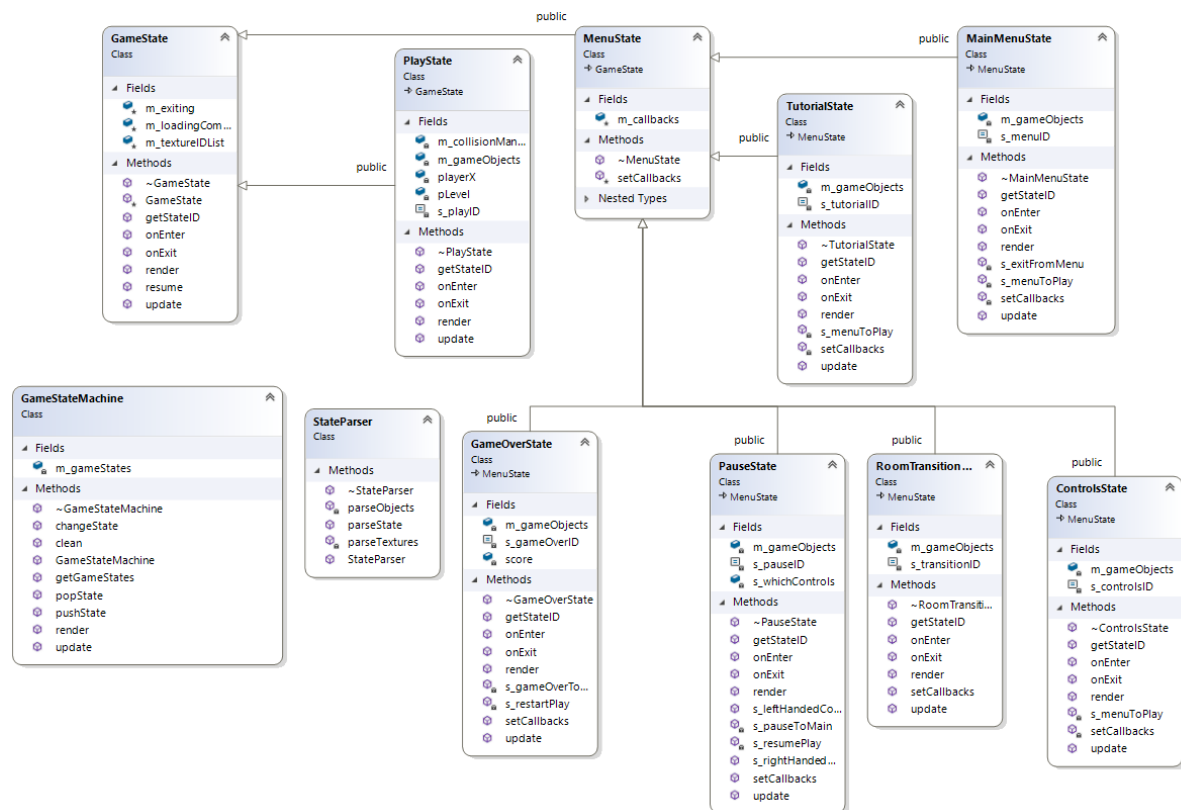 GameState
Class
Fields
m_exiting
m_loadingCom...
m_textureIDList
Methods
~GameState
GameState
getStateID
onEnter
onExit
render
resume
update
public
public
PlayState
Class
GameState
Fields
m_collisionMan...
m_gameObjects
playerX
pLevel
s_playID
Methods
~PlayState
getStateID
onEnter
onExit
render
update
MenuState
Class
GameState
Fields
m_callbacks
Methods
~MenuState
setCallbacks
Nested Types
public
public
TutorialState
Class
MenuState
Fields
m_gameObjects
s_tutorialID
Methods
~TutorialState
getStateID
onEnter
onExit
render
s_menuToPlay
setCallbacks
update
MainMenuState
Class
MenuState
Fields
m_gameObjects
s_menuID
Methods
~MainMenuState
getStateID
onEnter
onExit
render
s_exitFromMenu
s_menuToPlay
setCallbacks
update
GameStateMachine
Class
Fields
m_gameStates
Methods
~GameStateMachine
changeState
clean
GameStateMachine
getGameStates
popState
pushState
render
update
StateParser
Class
Methods
~StateParser
parseObjects
parseState
parseTextures
StateParser
public
GameOverState
Class
MenuState
Fields
m_gameObjects
s_gameOverID
score
Methods
~GameOverState
getStateID
onEnter
onExit
render
s_gameOverTo...
s_restartPlay
setCallbacks
update
public
PauseState
Class
MenuState
Fields
m_gameObjects
s_pauseID
s_whichControls
Methods
~PauseState
getStateID
onEnter
onExit
render
s_leftHandedCo...
s_pauseToMain
s_resumePlay
s_rightHanded...
setCallbacks
update
public
RoomTransition ...
Class
MenuState
Fields
m_gameObjects
s_transitionID
Methods
~RoomTransiti...
getStateID
onEnter
onExit
render
setCallbacks
update
public
ControlsState
Class
MenuState
Fields
m_gameObjects
s_controlsID
Methods
~ControlsState
getStateID
onEnter
onExit
render
s_menuToPlay
setCallbacks
update